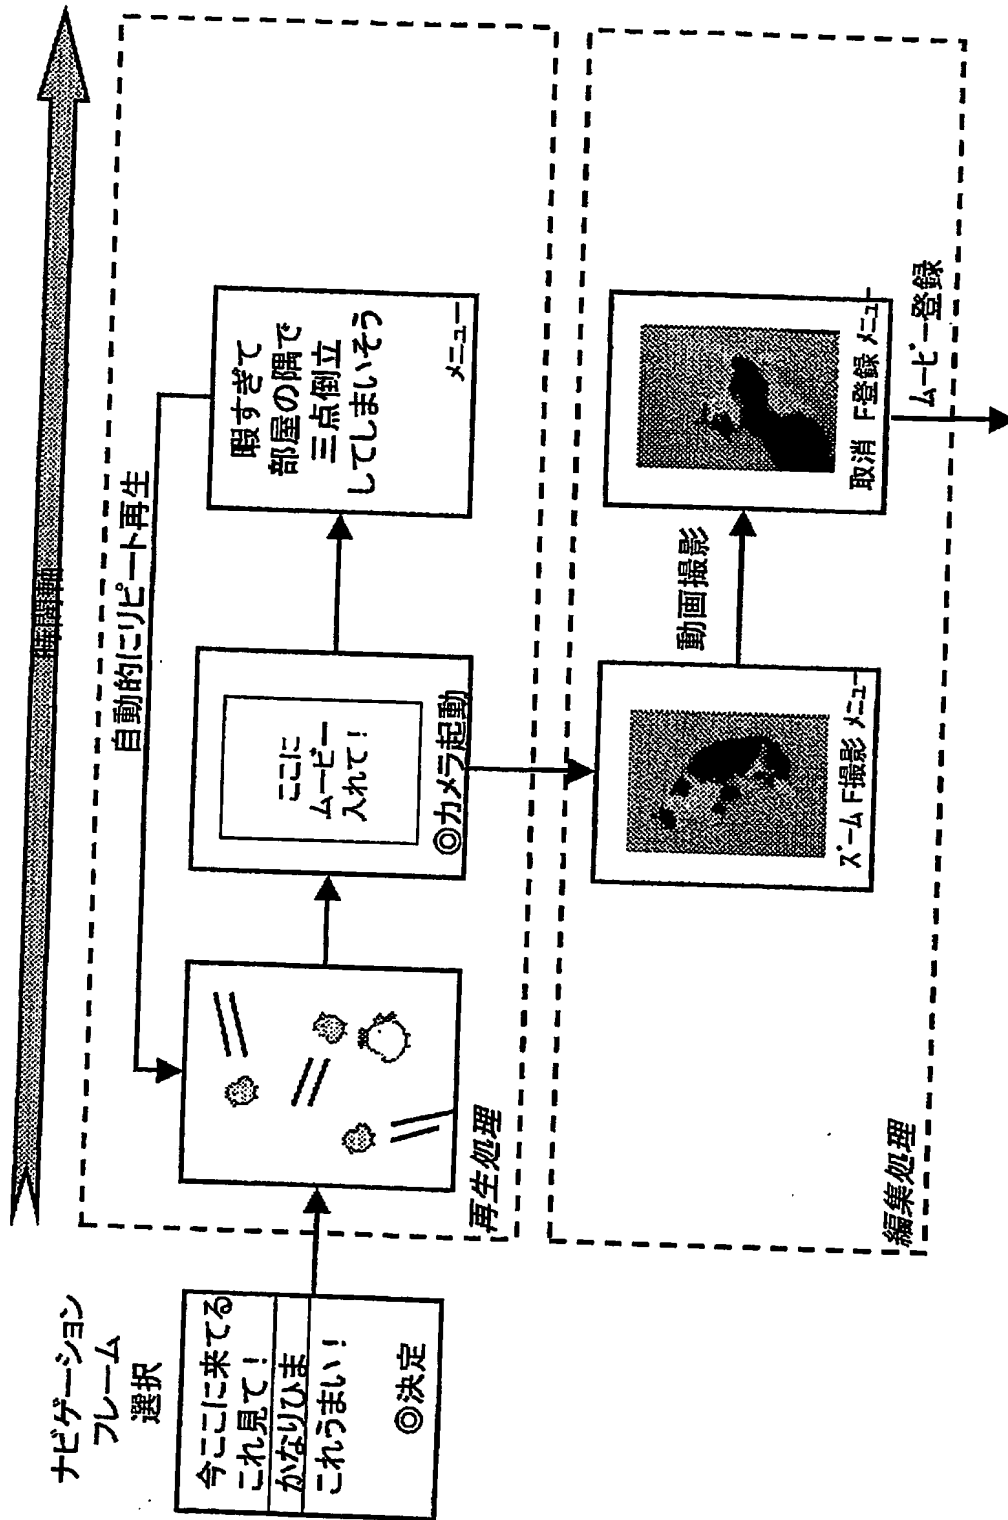 時間軸
ナビゲーション
フレーム
選択
今ここに来てる
これ見て！
かなりひま
これうまい！
◎決定
自動的にリピート再生
ここに
ムービー
入れて！
◎カメラ起動
暇すぎて
部屋の隅で
三点倒立
してしまいそう
メニュー
再生処理
ズーム F撮影 メニュー
動画撮影
取消 F登録 メニュー
ムービー登録
編集処理